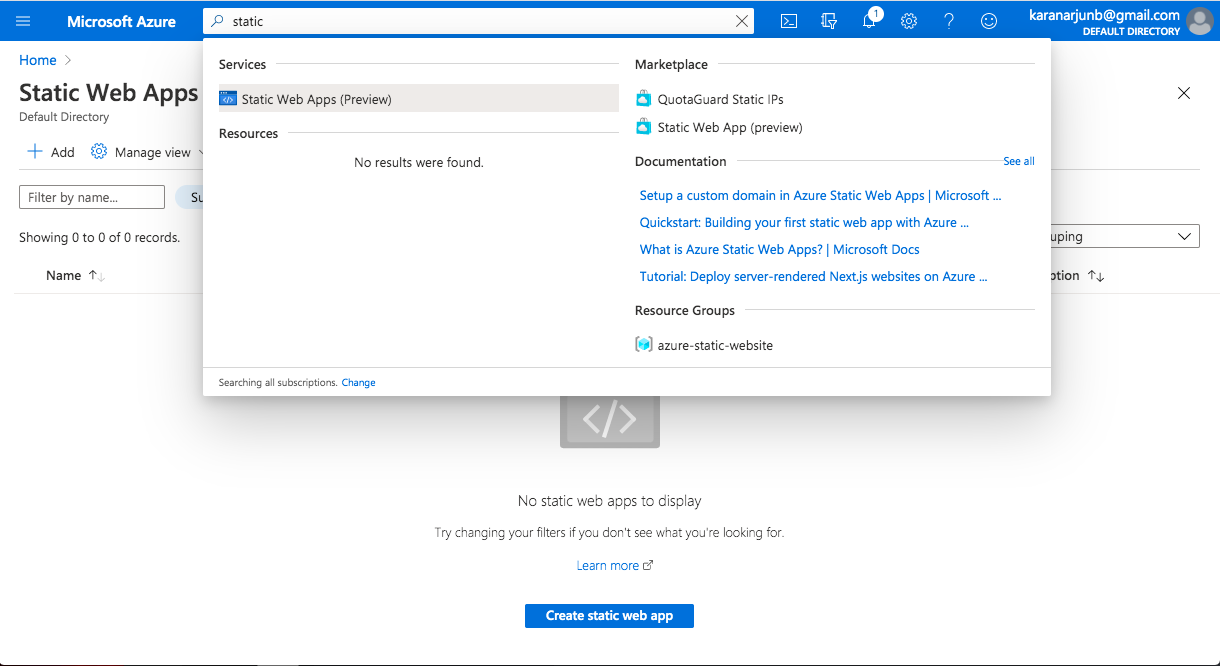 Microsoft Azure
static
1
karanarjunb@gmail.com
DEFAULT DIRECTORY
Home
Static Web Apps
Default Directory
Add
Manage view
Filter by name...
Su
Showing 0 to 0 of 0 records.
Name
Services
Static Web Apps (Preview)
Resources
No results were found.
Marketplace
QuotaGuard Static IPs
Static Web App (preview)
Documentation
See all
Setup a custom domain in Azure Static Web Apps | Microsoft ...
Quickstart: Building your first static web app with Azure ...
What is Azure Static Web Apps? | Microsoft Docs
Tutorial: Deploy server-rendered Next.js websites on Azure ...
Resource Groups
azure-static-website
Searching all subscriptions. Change
uping
ption
No static web apps to display
Try changing your filters if you don't see what you're looking for.
Learn more
Create static web app